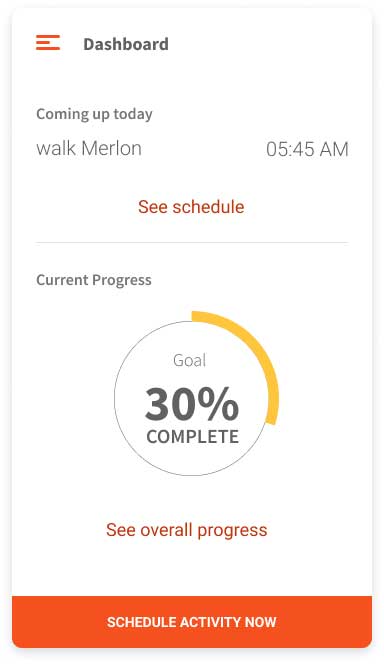 Dashboard
Coming up today
walk Merlon 05:45 AM
See schedule
Current Progress
Goal
30%
COMPLETE
See overall progress
SCHEDULE ACTIVITY NOW